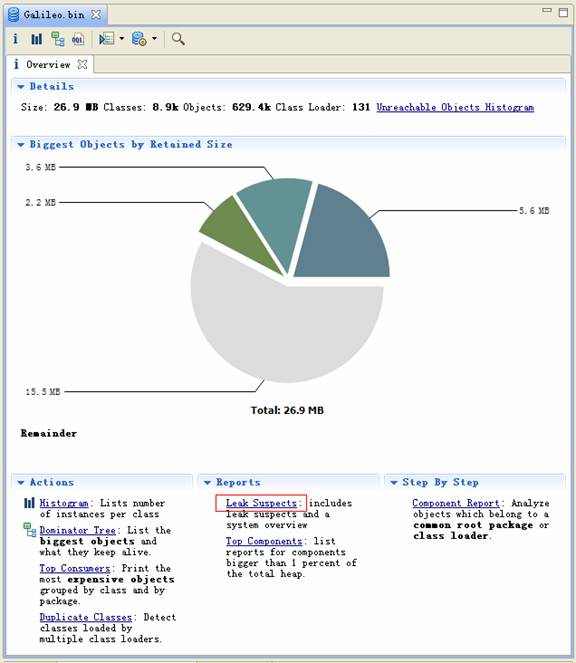 Galileo.bin
i
OQL
i Overview
Details
Size: 26.9 MB Classes: 8.9k Objects: 629.4k Class Loader: 131 Unreachable Objects Histogram
Biggest Objects by Retained Size
3.6 MB
2.2 MB
5.6 MB
15.5 MB
Total: 26.9 MB
Remainder
Actions
Histogram: Lists number
of instances per class
Dominator Tree: List the
biggest objects and
what they keep alive.
Top Consumers: Print the
most expensive objects
grouped by class and by
package.
Duplicate Classes: Detect
classes loaded by
multiple class loaders.
Reports
Leak Suspects: includes
leak suspects and a
system overview
Top Components: list
reports for components
bigger than 1 percent of
the total heap.
Step By Step
Component Report: Analyze
objects which belong to a
common root package or
class loader.